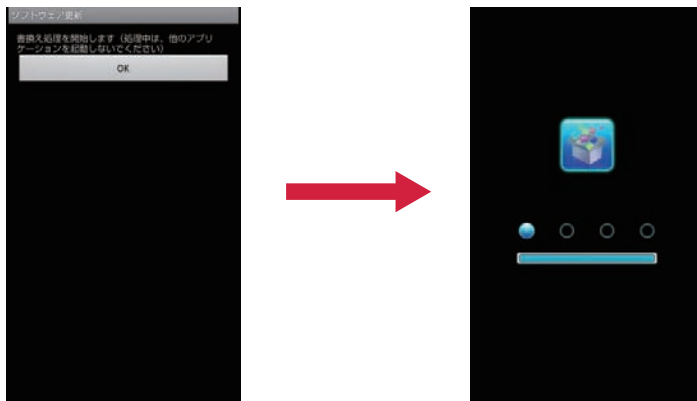 ソフトウェア更新
書換え処理を開始します（処理中は、他のアプリ
ケーションを起動しないでください）
OK